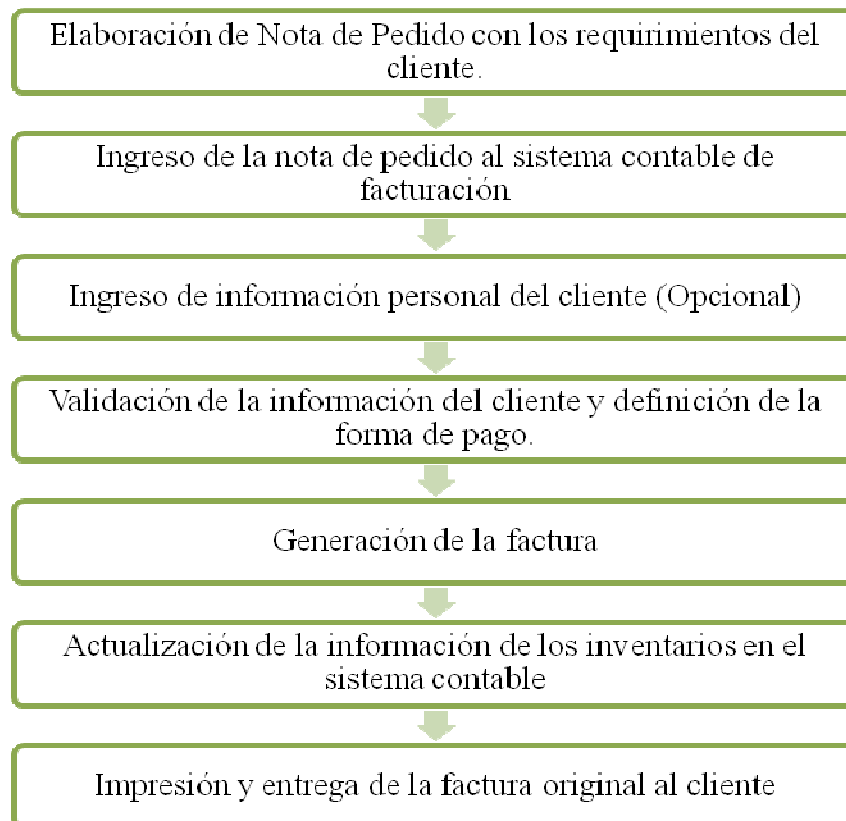 Elaboración de Nota de Pedido con los requirimientos del
cliente.
Ingreso de la nota de pedido al sistema contable de
facturación
Ingreso de información personal del cliente (Opcional)
Validación de la información del cliente y definición de la
forma de pago.
Generación de la factura
Actualización de la información de los inventarios en el
sistema contable
Impresión y entrega de la factura original al cliente